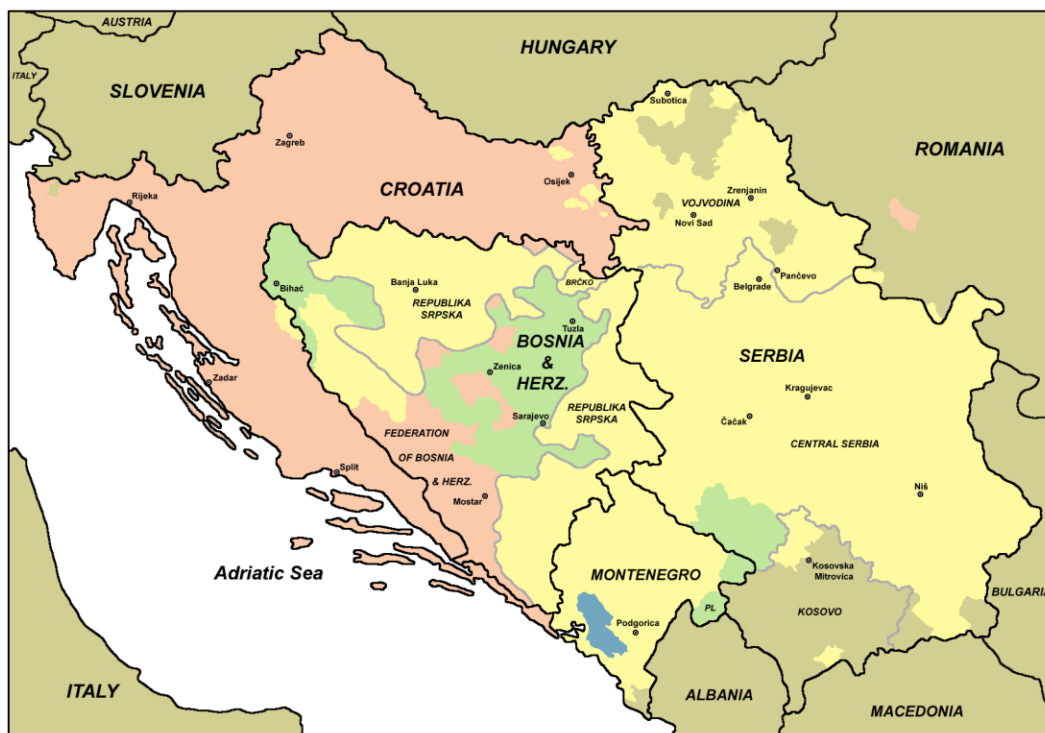 AUSTRIA
HUNGARY
ITALY
SLOVENIA
Subotica
ROMANIA
Zagreb
Osijek
CROATIA
Zrenjanin
VOJVODINA
Rijeka
Novi Sad
Pančevo
Belgrade
BRČKO
Banja Luka
Bihać
REPUBLIKA
SRPSKA
Tuzla
BOSNIA
&
HERZ.
SERBIA
Zenica
Zadar
Kragujevac
REPUBLIKA
SRPSKA
Čačak
Sarajevo
FEDERATION
OF BOSNIA
& HERZ.
CENTRAL SERBIA
Split
Mostar
Niš
Adriatic Sea
MONTENEGRO
Kosovska
Mitrovica
BULGARIA
PL
KOSOVO
Podgorica
ITALY
ALBANIA
MACEDONIA